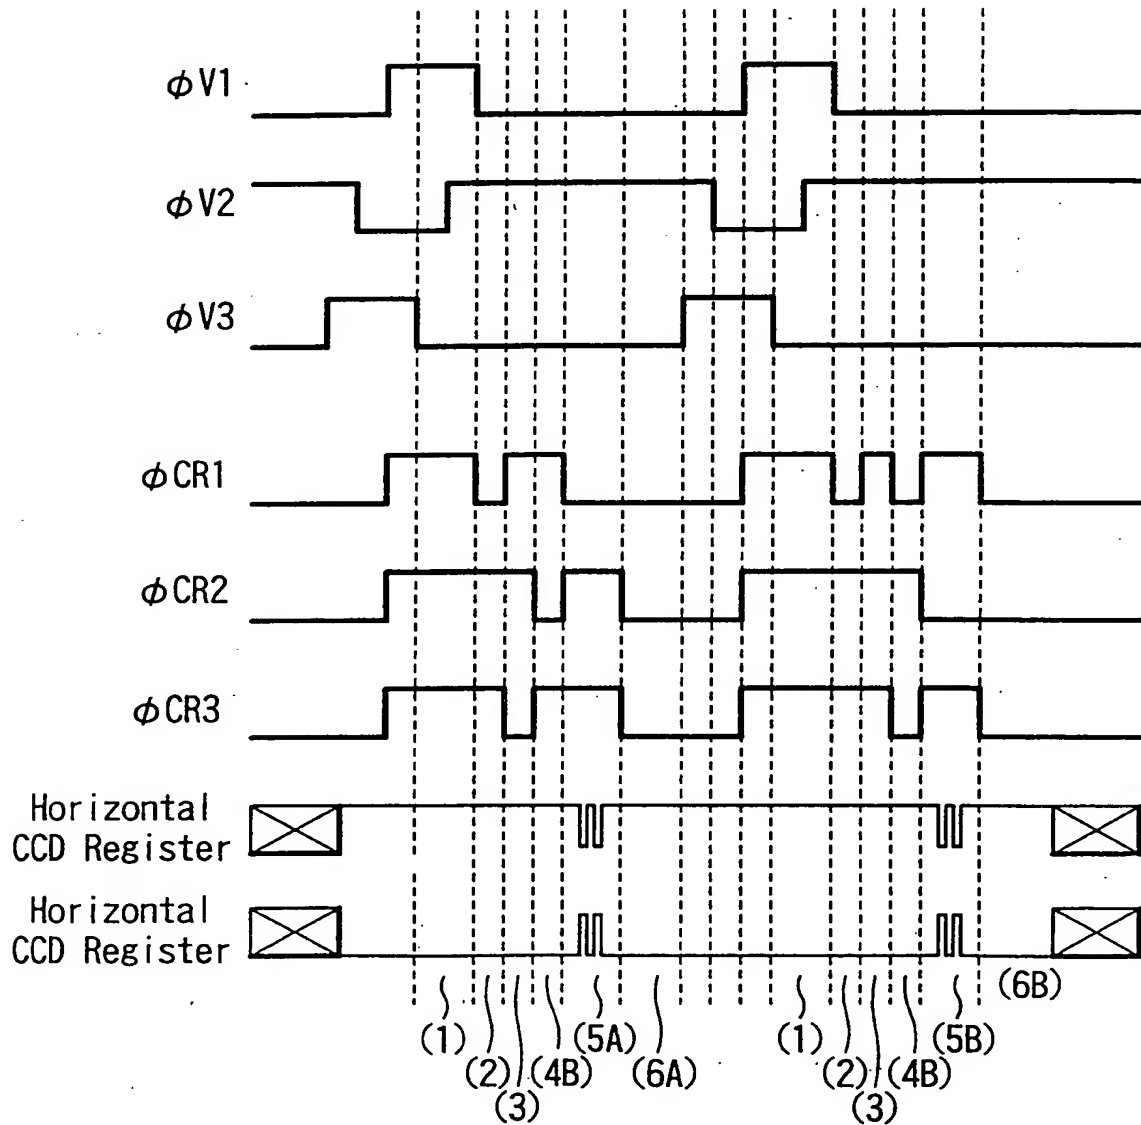 φV1
φV2
φV3
φCR1
φCR2
φCR3
Horizontal
CCD Register
Horizontal
CCD Register
(1)
(2)
(3)
(4B)
(5A)
(6A)
(1)
(2)
(3)
(4B)
(5B)
(6B)